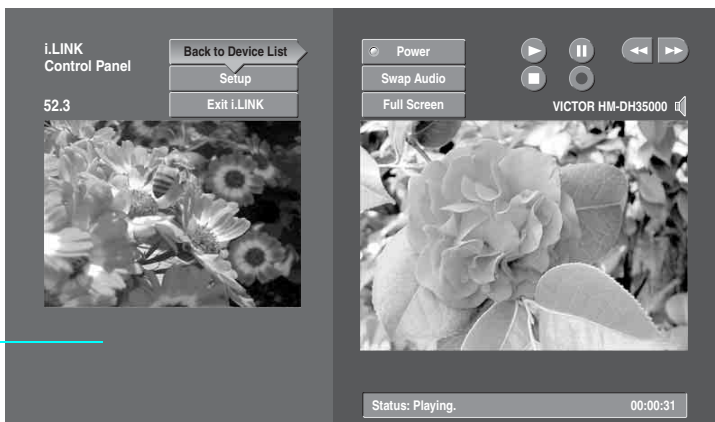 i.LINK
Control Panel
52.3
Back to Device List
Setup
Exit i.LINK
Power
Swap Audio
Full Screen
VICTOR HM-DH35000
Status: Playing.
00:00:31